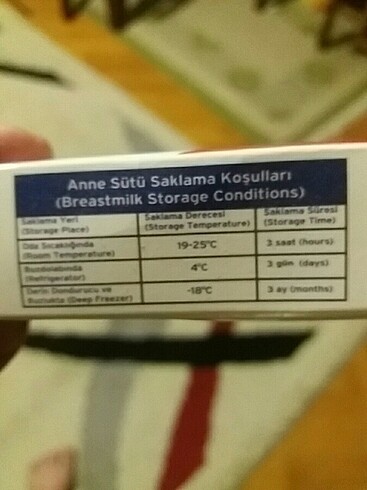 Anne Sütü Saklama Koşulları
(Breastmilk Storage Conditions)
Saklama Yeri Saklama Derecesi Saklama Süresi
(Storage Place) (Storage Temperature) (Storage Time)
Oda Sıcaklığında 19-25°C 3 saat (hours)
(Room Temperature)
Buzdolabında 4°C 3 gün (days)
(Refrigerator)
Derin Dondurucu ve -18°C 3 ay (months)
Buzlukta (Deep Freezer)